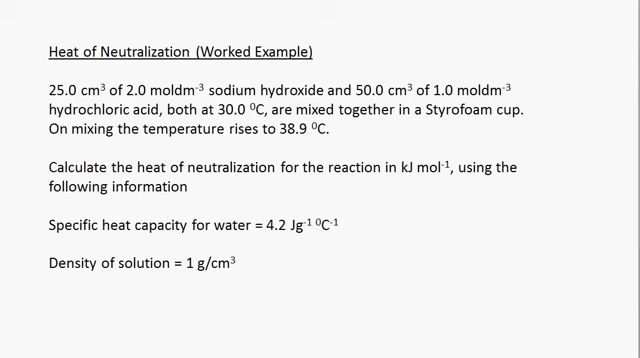 Heat of Neutralization (Worked Example)
25.0 cm³ of 2.0 moldm⁻³ sodium hydroxide and 50.0 cm³ of 1.0 moldm⁻³
hydrochloric acid, both at 30.0 ⁰C, are mixed together in a Styrofoam cup.
On mixing the temperature rises to 38.9 ⁰C.
Calculate the heat of neutralization for the reaction in kJ mol⁻¹, using the
following information
Specific heat capacity for water = 4.2 Jg⁻¹ ⁰C⁻¹
Density of solution = 1 g/cm³